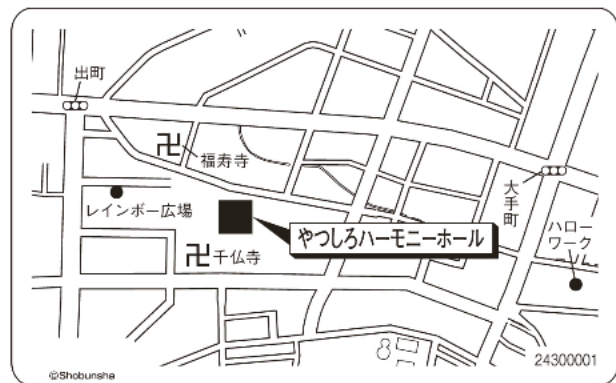 出町
福寿寺
大手町
レインボー広場
やつしろハーモニーホール
ハロー
ワーク
千仏寺
24300001
©Shobunsha